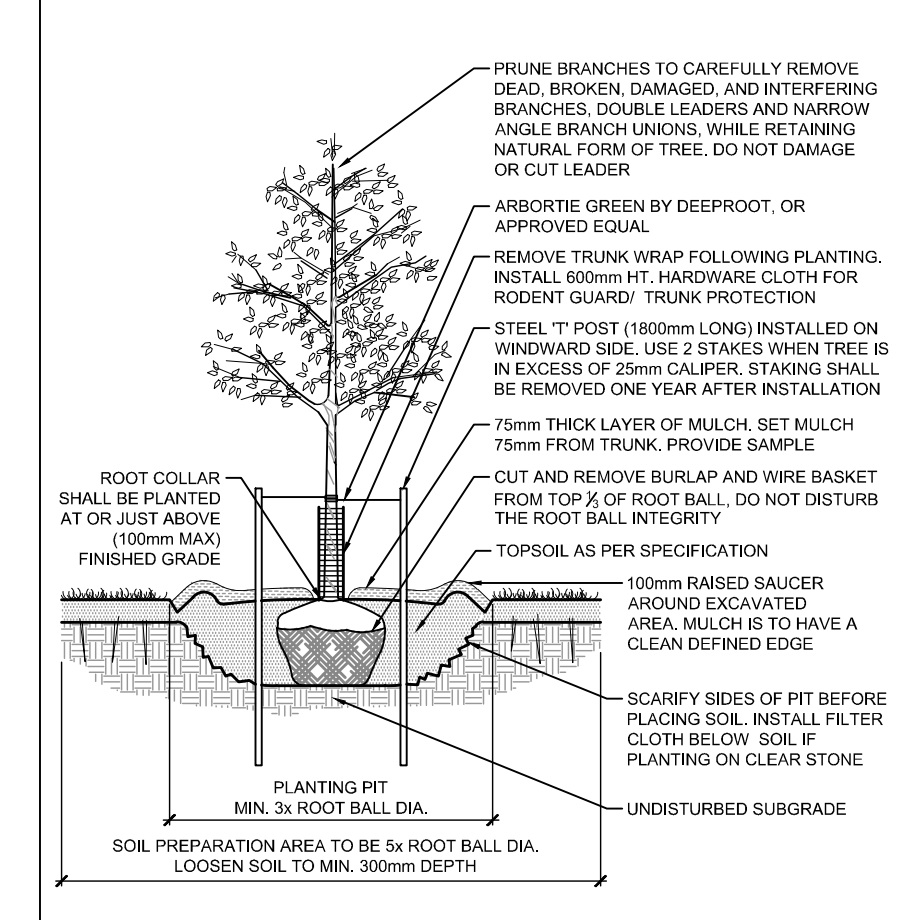 PRUNE BRANCHES TO CAREFULLY REMOVE
DEAD, BROKEN, DAMAGED, AND INTERFERING
BRANCHES, DOUBLE LEADERS AND NARROW
ANGLE BRANCH UNIONS, WHILE RETAINING
NATURAL FORM OF TREE. DO NOT DAMAGE
OR CUT LEADER
ARBORTIE GREEN BY DEEPROOT, OR
APPROVED EQUAL
REMOVE TRUNK WRAP FOLLOWING PLANTING.
INSTALL 600mm HT. HARDWARE CLOTH FOR
RODENT GUARD/ TRUNK PROTECTION
STEEL 'T' POST (1800mm LONG) INSTALLED ON
WINDWARD SIDE. USE 2 STAKES WHEN TREE IS
IN EXCESS OF 25mm CALIPER. STAKING SHALL
BE REMOVED ONE YEAR AFTER INSTALLATION
75mm THICK LAYER OF MULCH. SET MULCH
75mm FROM TRUNK. PROVIDE SAMPLE
CUT AND REMOVE BURLAP AND WIRE BASKET
FROM TOP ⅓ OF ROOT BALL, DO NOT DISTURB
THE ROOT BALL INTEGRITY
TOPSOIL AS PER SPECIFICATION
100mm RAISED SAUCER
AROUND EXCAVATED
AREA. MULCH IS TO HAVE A
CLEAN DEFINED EDGE
SCARIFY SIDES OF PIT BEFORE
PLACING SOIL. INSTALL FILTER
CLOTH BELOW SOIL IF
PLANTING ON CLEAR STONE
UNDISTURBED SUBGRADE
ROOT COLLAR
SHALL BE PLANTED
AT OR JUST ABOVE
(100mm MAX)
FINISHED GRADE
PLANTING PIT
MIN. 3x ROOT BALL DIA.
SOIL PREPARATION AREA TO BE 5x ROOT BALL DIA.
LOOSEN SOIL TO MIN. 300mm DEPTH